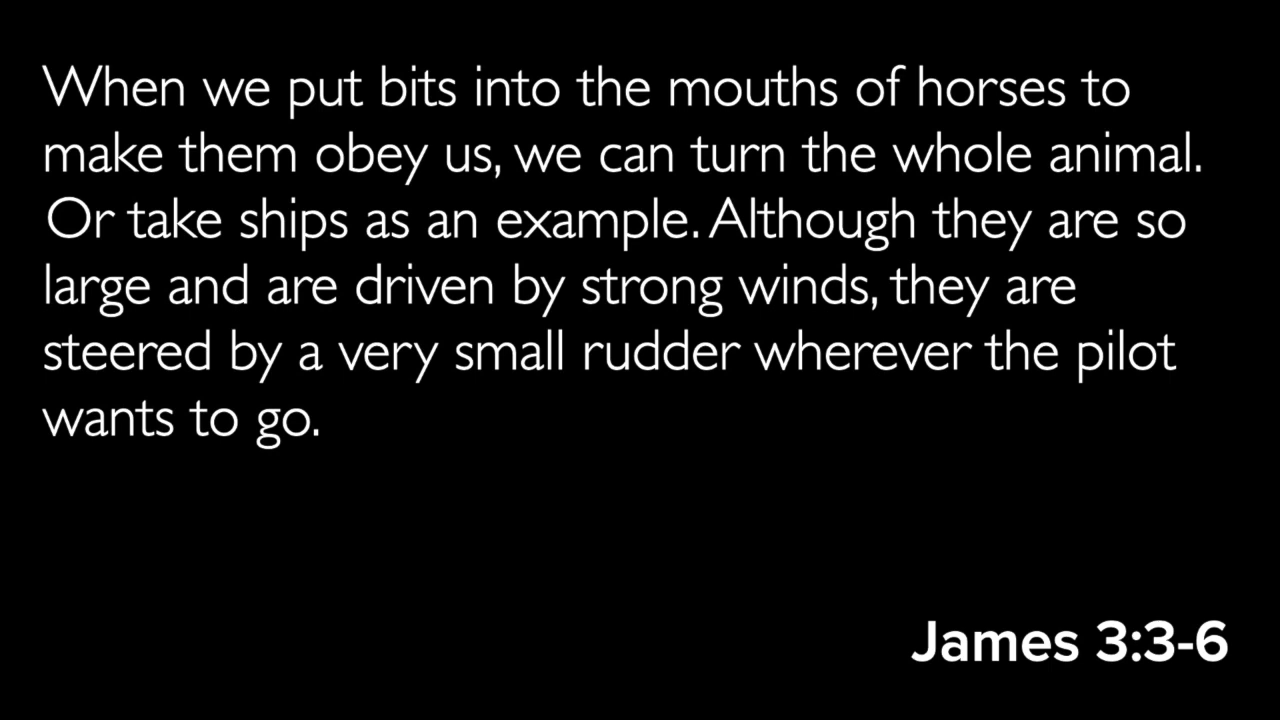 When we put bits into the mouths of horses to
make them obey us, we can turn the whole animal.
Or take ships as an example. Although they are so
large and are driven by strong winds, they are
steered by a very small rudder wherever the pilot
wants to go.
James 3:3-6